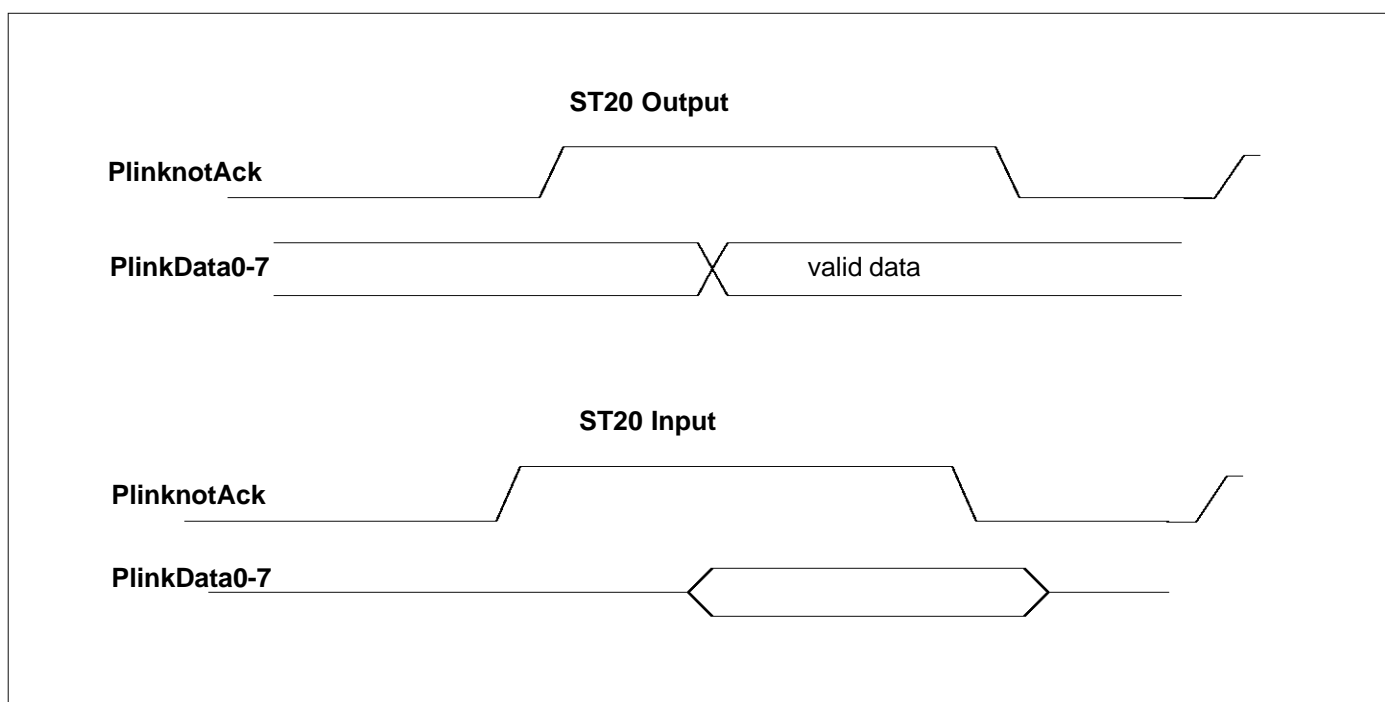 ST20 Output
PlinknotAck
PlinkData0-7
valid data
ST20 Input
PlinknotAck
PlinkData0-7